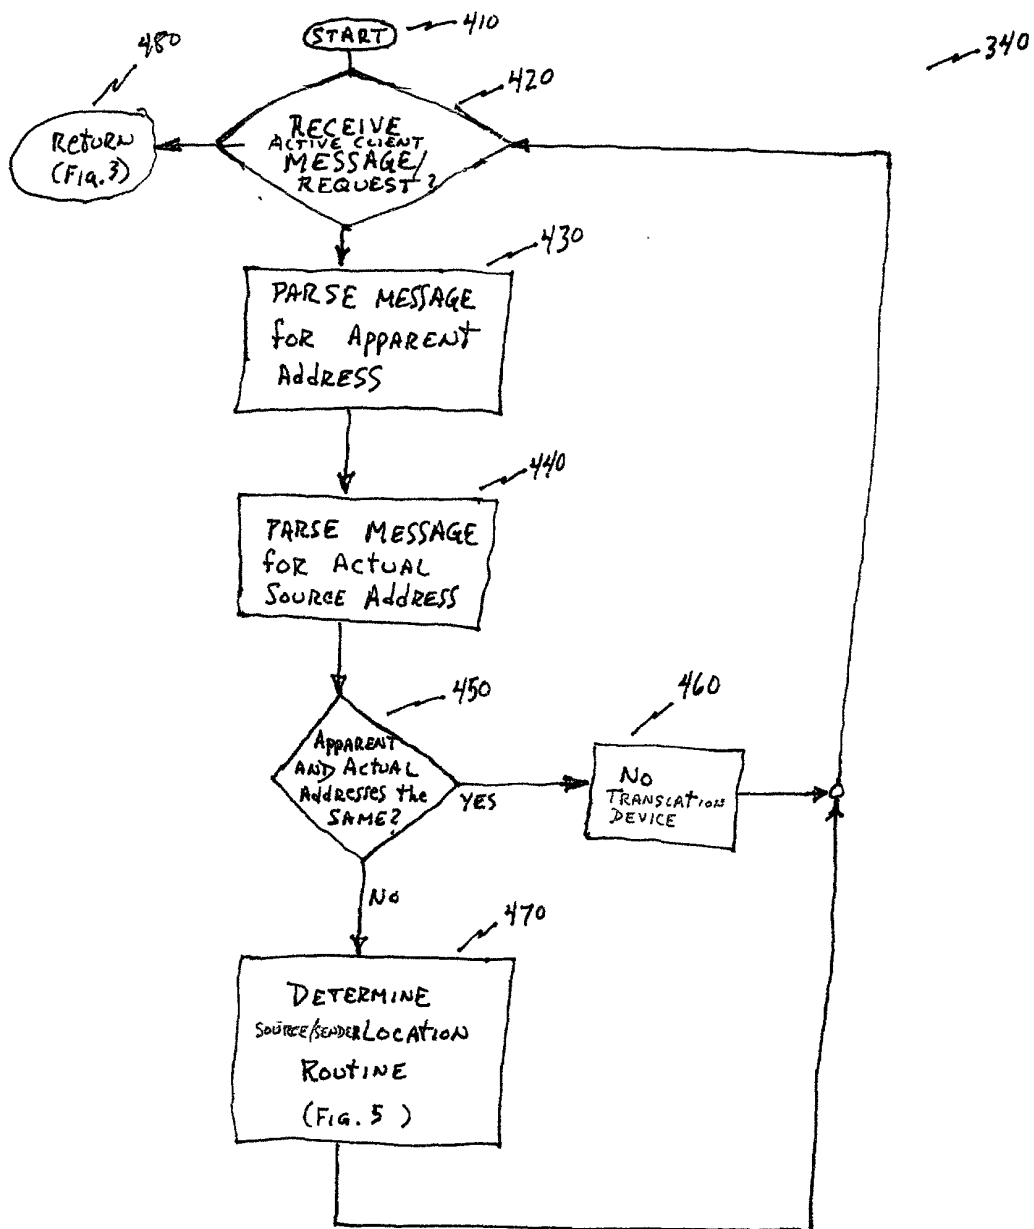 START
410
480
340
420
RECEIVE
ACTIVE CLIENT
MESSAGE/
REQUEST?
RETURN
(FIG. 3)
430
PARSE MESSAGE
for APPARENT
Address
440
PARSE MESSAGE
for ACTUAL
SOURCE Address
450
APPARENT
AND ACTUAL
Addresses the
SAME?
YES
460
NO
TRANSLATION
DEVICE
No
470
DETERMINE
SOURCE/SENDER LOCATION
ROUTINE
(FIG. 5)